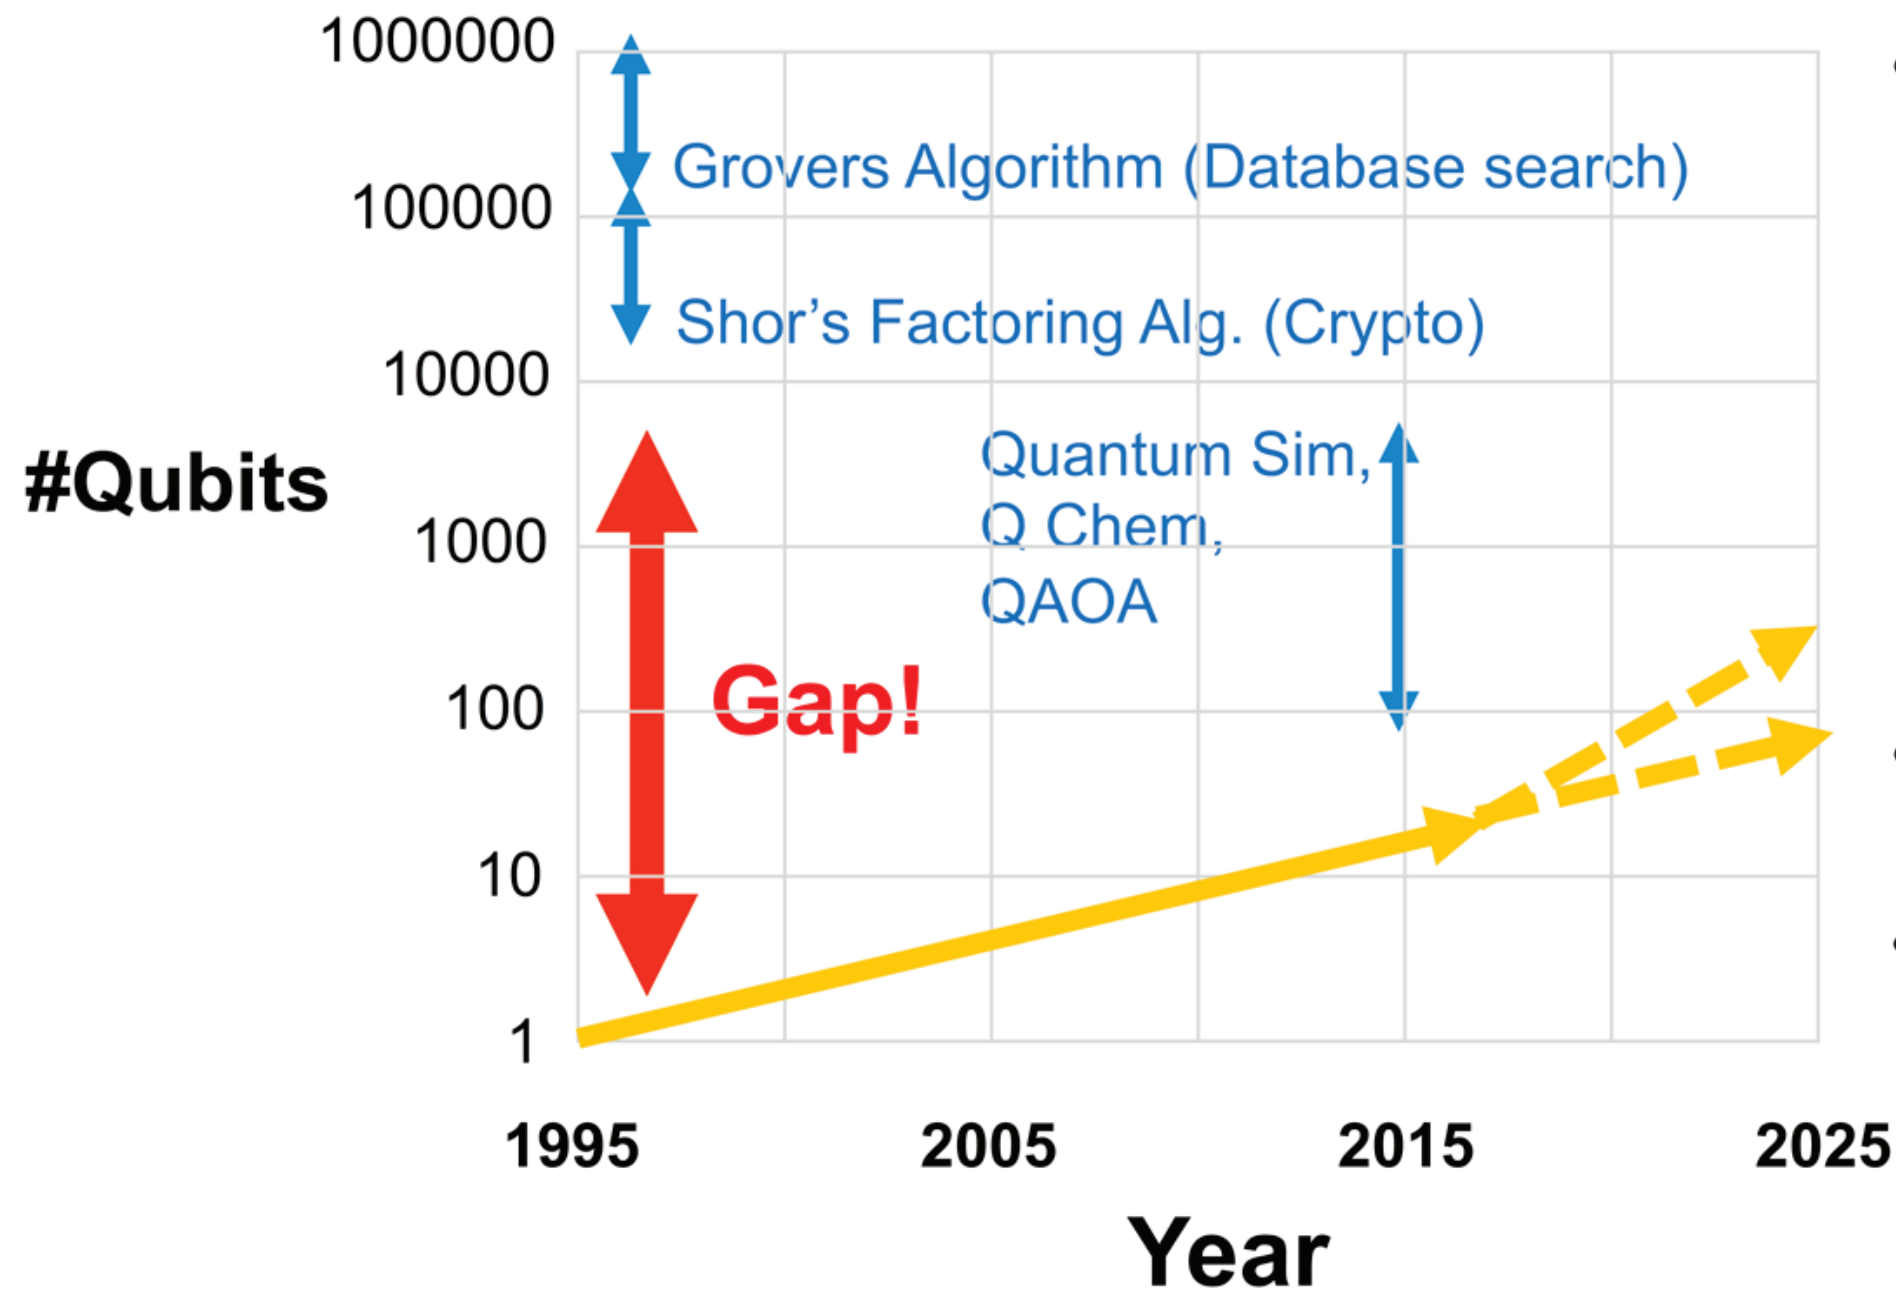 1000000
Grovers Algorithm (Database search)
100000
Shor’s Factoring Alg. (Crypto)
10000
#Qubits
Quantum Sim,
Q Chem,
QAOA
1000
Gap!
100
10
1
1995 2005 2015 2025
Year